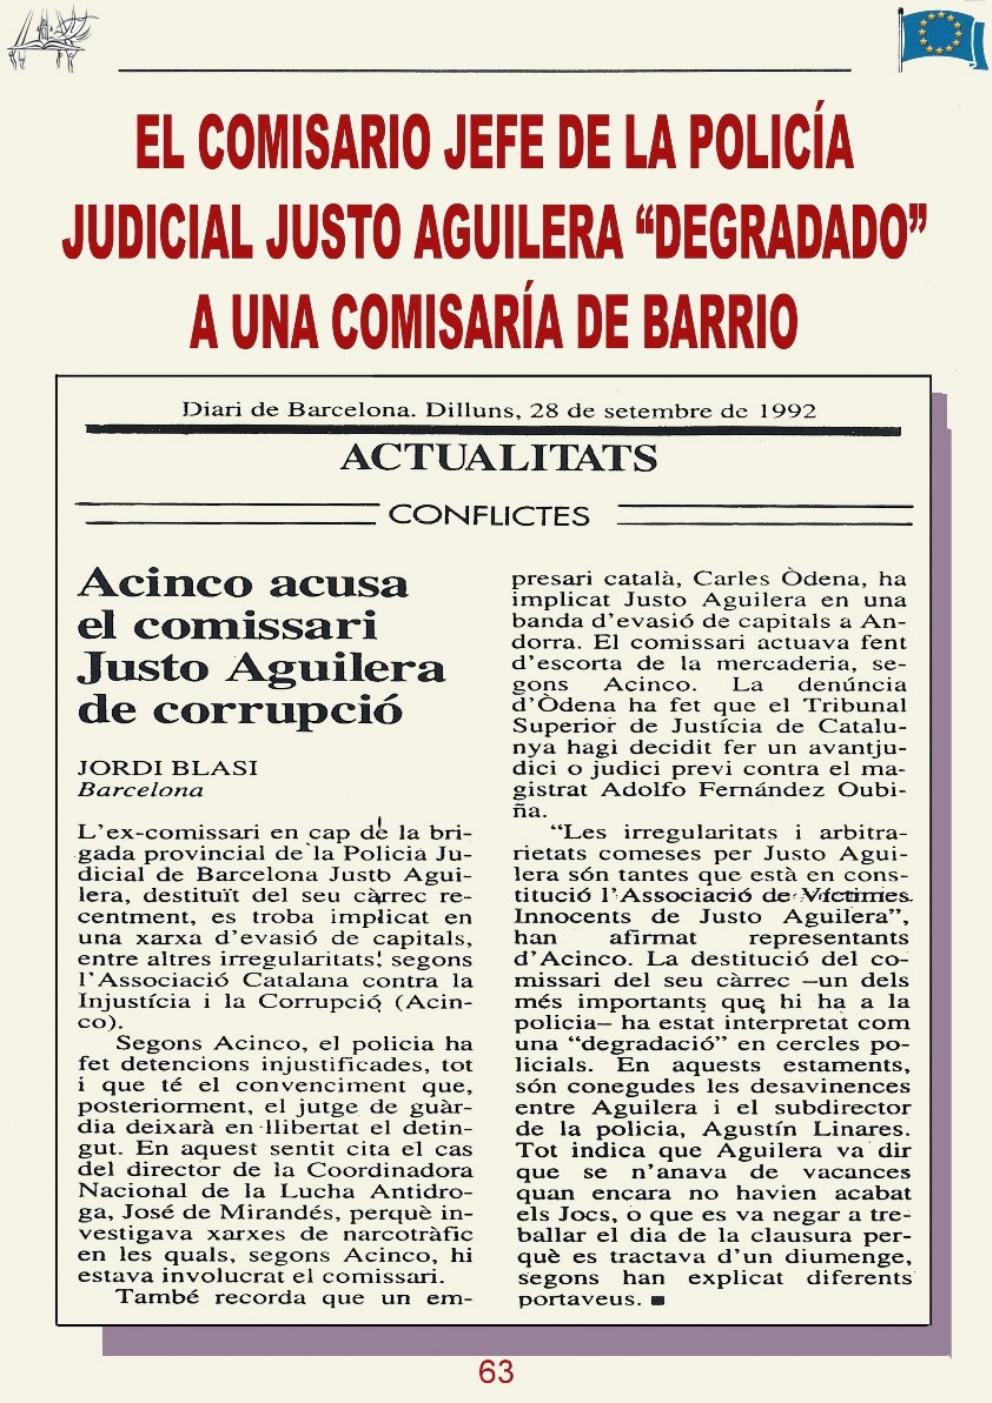 EL COMISARIO JEFE DE LA POLICÍA
JUDICIAL JUSTO AGUILERA “DEGRADADO”
A UNA COMISARÍA DE BARRIO
Diari de Barcelona. Dilluns, 28 de setembre de 1992
ACTUALITATS
CONFLICTES
Acinco acusa
el comissari
Justo Aguilera
de corrupció
JORDI BLASI
Barcelona
L'ex-comissari en cap de la bri-
gada provincial de la Policia Ju-
dicial de Barcelona Justo Agui-
lera, destituït del seu càrrec re-
centment, es troba implicat en
una xarxa d'evasió de capitals,
entre altres irregularitats, segons
l'Associació Catalana contra la
Injustícia i la Corrupció (Acin-
co).
Segons Acinco, el policia ha
fet detencions injustificades, tot
i que té el convenciment que,
posteriorment, el jutge de guàr-
dia deixarà en llibertat el detin-
gut. En aquest sentit cita el cas
del director de la Coordinadora
Nacional de la Lucha Antidro-
ga, José de Mirandés, perquè in-
vestigava xarxes de narcotràfic
en les quals, segons Acinco, hi
estava involucrat el comissari.
També recorda que un em-
presari català, Carles Òdena, ha
implicat Justo Aguilera en una
banda d'evasió de capitals a An-
dorra. El comissari actuava fent
d'escorta de la mercaderia, se-
gons Acinco. La denúncia
d'Òdena ha fet que el Tribunal
Superior de Justícia de Catalu-
nya hagi decidit fer un avantju-
dici o judici previ contra el ma-
gistrat Adolfo Fernández Oubi-
ña.
“Les irregularitats i arbitra-
rietats comeses per Justo Agui-
lera són tantes que està en cons-
titució l'Associació de Víctimes
Innocents de Justo Aguilera”,
han afirmat representants
d'Acinco. La destitució del co-
missari del seu càrrec –un dels
més importants que hi ha a la
policia– ha estat interpretat com
una “degradació” en cercles po-
licials. En aquests estaments,
són conegudes les desavinences
entre Aguilera i el subdirector
de la policia, Agustín Linares.
Tot indica que Aguilera va dir
que se n'anava de vacances
quan encara no havien acabat
els Jocs, o que es va negar a tre-
ballar el dia de la clausura per-
què es tractava d'un diumenge,
segons han explicat diferents
portaveus. ■
63